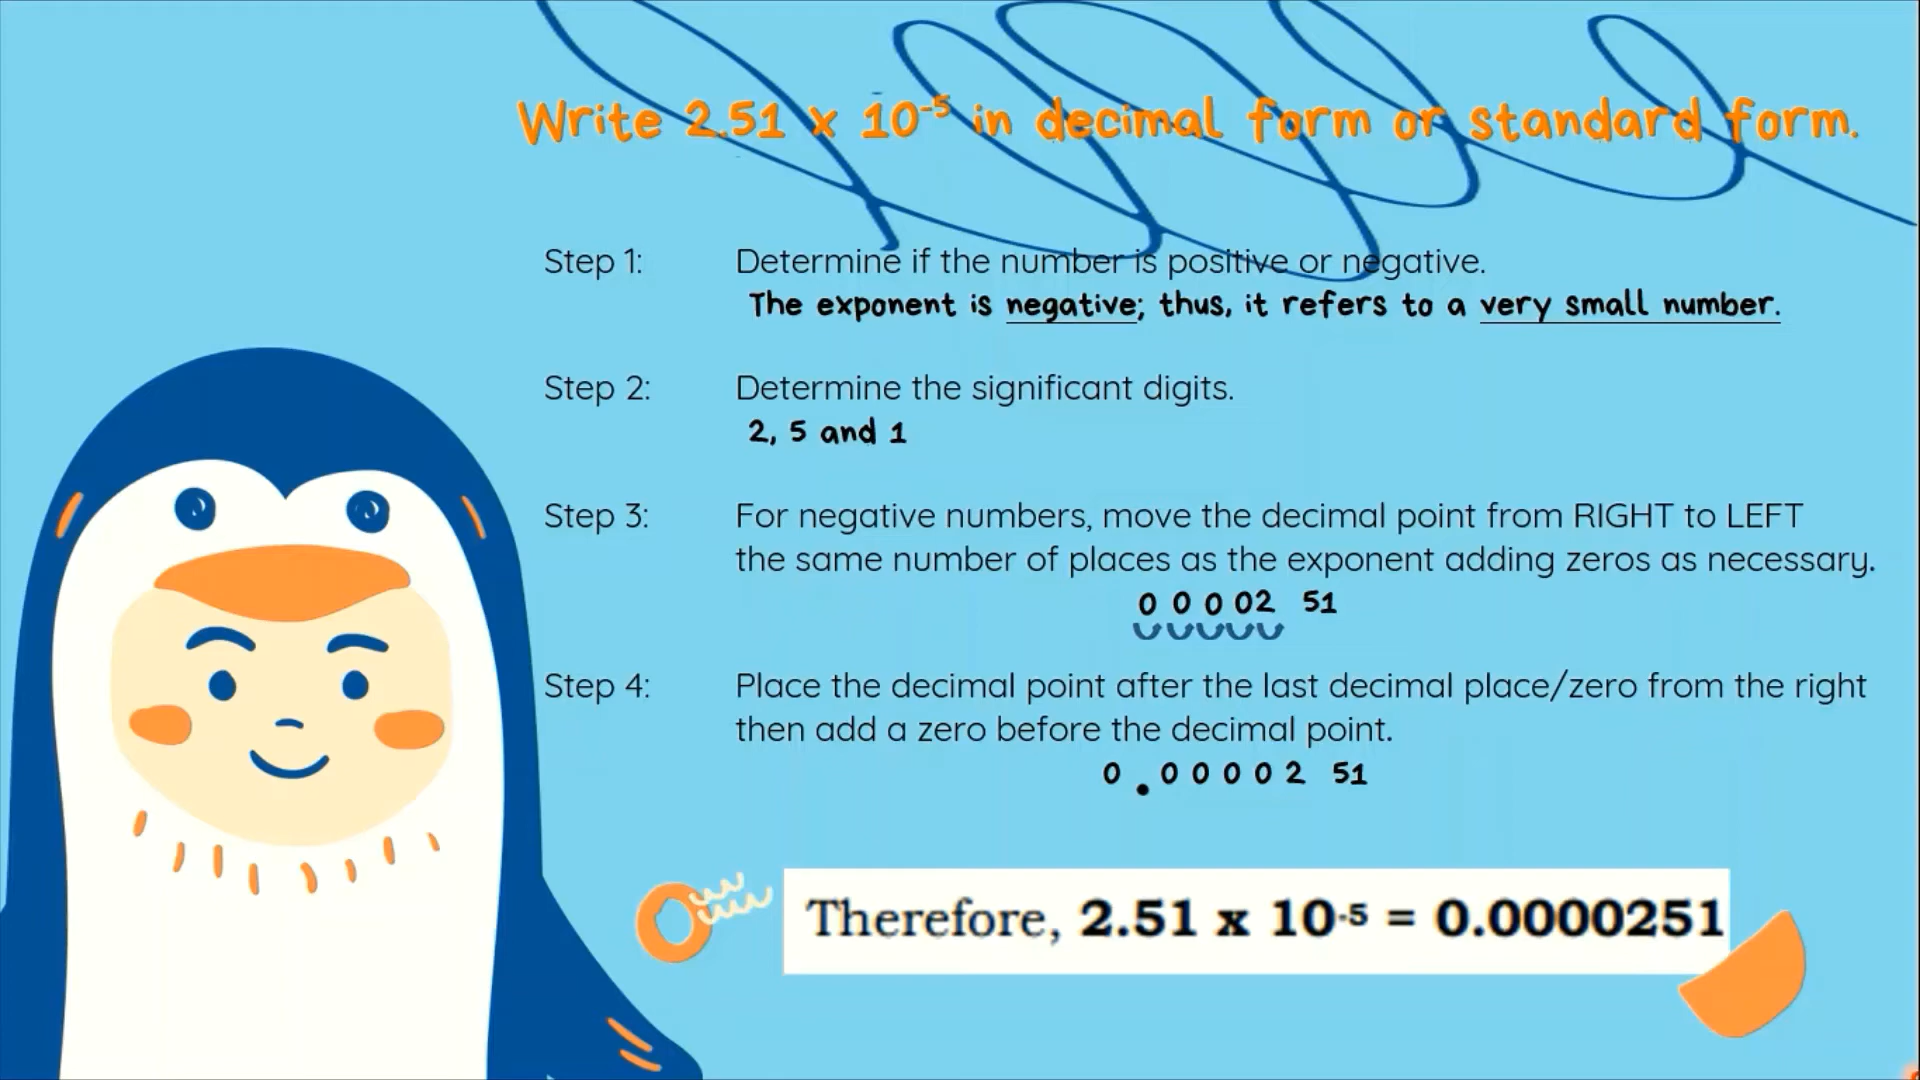 Write 2.51 x 10⁻⁵ in decimal form or standard form.
Step 1: Determine if the number is positive or negative.
The exponent is negative; thus, it refers to a very small number.
Step 2: Determine the significant digits.
2, 5 and 1
Step 3: For negative numbers, move the decimal point from RIGHT to LEFT
the same number of places as the exponent adding zeros as necessary.
0 0 0 02 51
Step 4: Place the decimal point after the last decimal place/zero from the right
then add a zero before the decimal point.
0 . 0 0 0 0 2 51
Therefore, 2.51 x 10⁻⁵ = 0.0000251